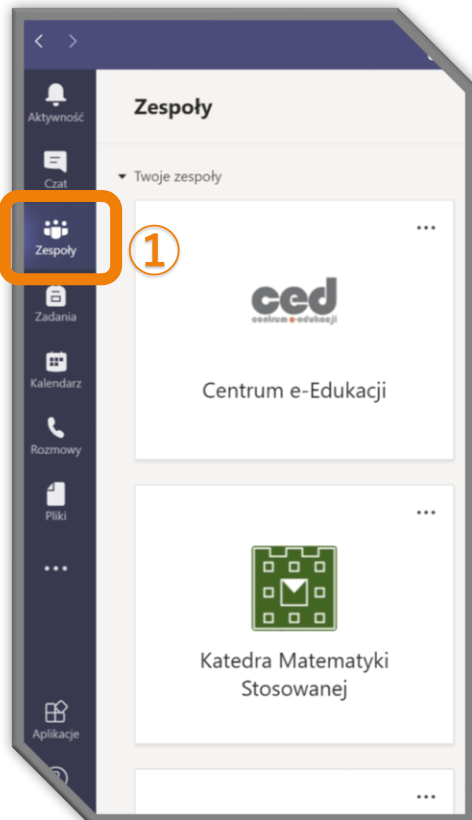 Aktywność
Czat
Zespoły
Zadania
Kalendarz
Rozmowy
Pliki
Aplikacje
Zespoły
Twoje zespoły
1
ced
centrum e-edukacji
Centrum e-Edukacji
Katedra Matematyki
Stosowanej